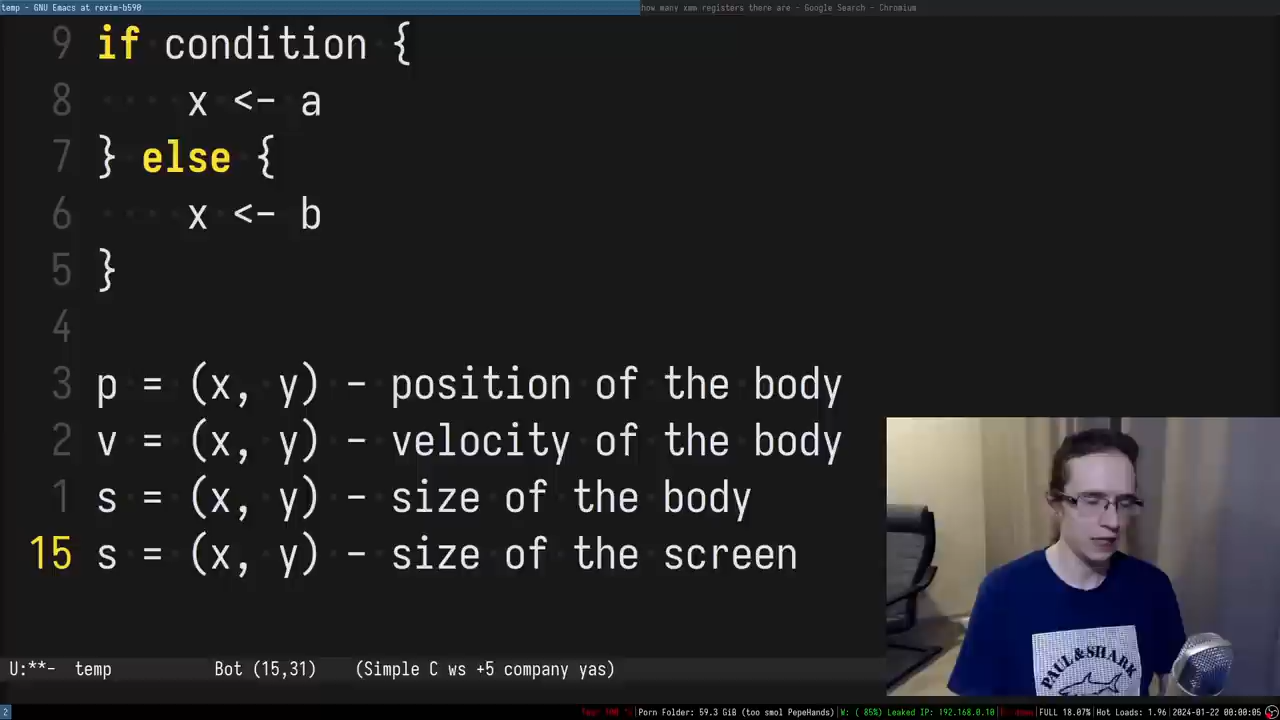 temp - GNU Emacs at rexim-b590
how many xmm registers there are - Google Search - Chromium
9 if condition {
8 x <- a
7 } else {
6 x <- b
5 }
4
3 p = (x, y) - position of the body
2 v = (x, y) - velocity of the body
1 s = (x, y) - size of the body
15 s = (x, y) - size of the screen
PAUL&SHARK
U:**- temp Bot (15,31) (Simple C ws +5 company yas)
2 Porn Folder: 59.3 GiB (too smol PepeHands) W: ( 85%) Leaked IP: 192.168.0.10 FULL 18.07% Hot Loads: 1.96 2024-01-22 00:00:05